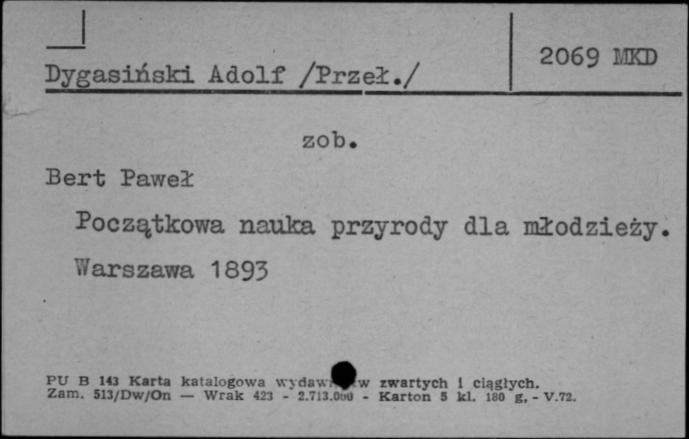 2069 MKD
Dygasiński Adolf /Przeł./
zob.
Bert Paweł
Początkowa nauka przyrody dla młodzieży.
Warszawa 1893
PU B 143 Karta katalogowa zwartych i ciągłych.
Zam. 513/Dw/On — Wrak 423 - 2.713.000 - Karton 5 kl. 180 g. - V.72.